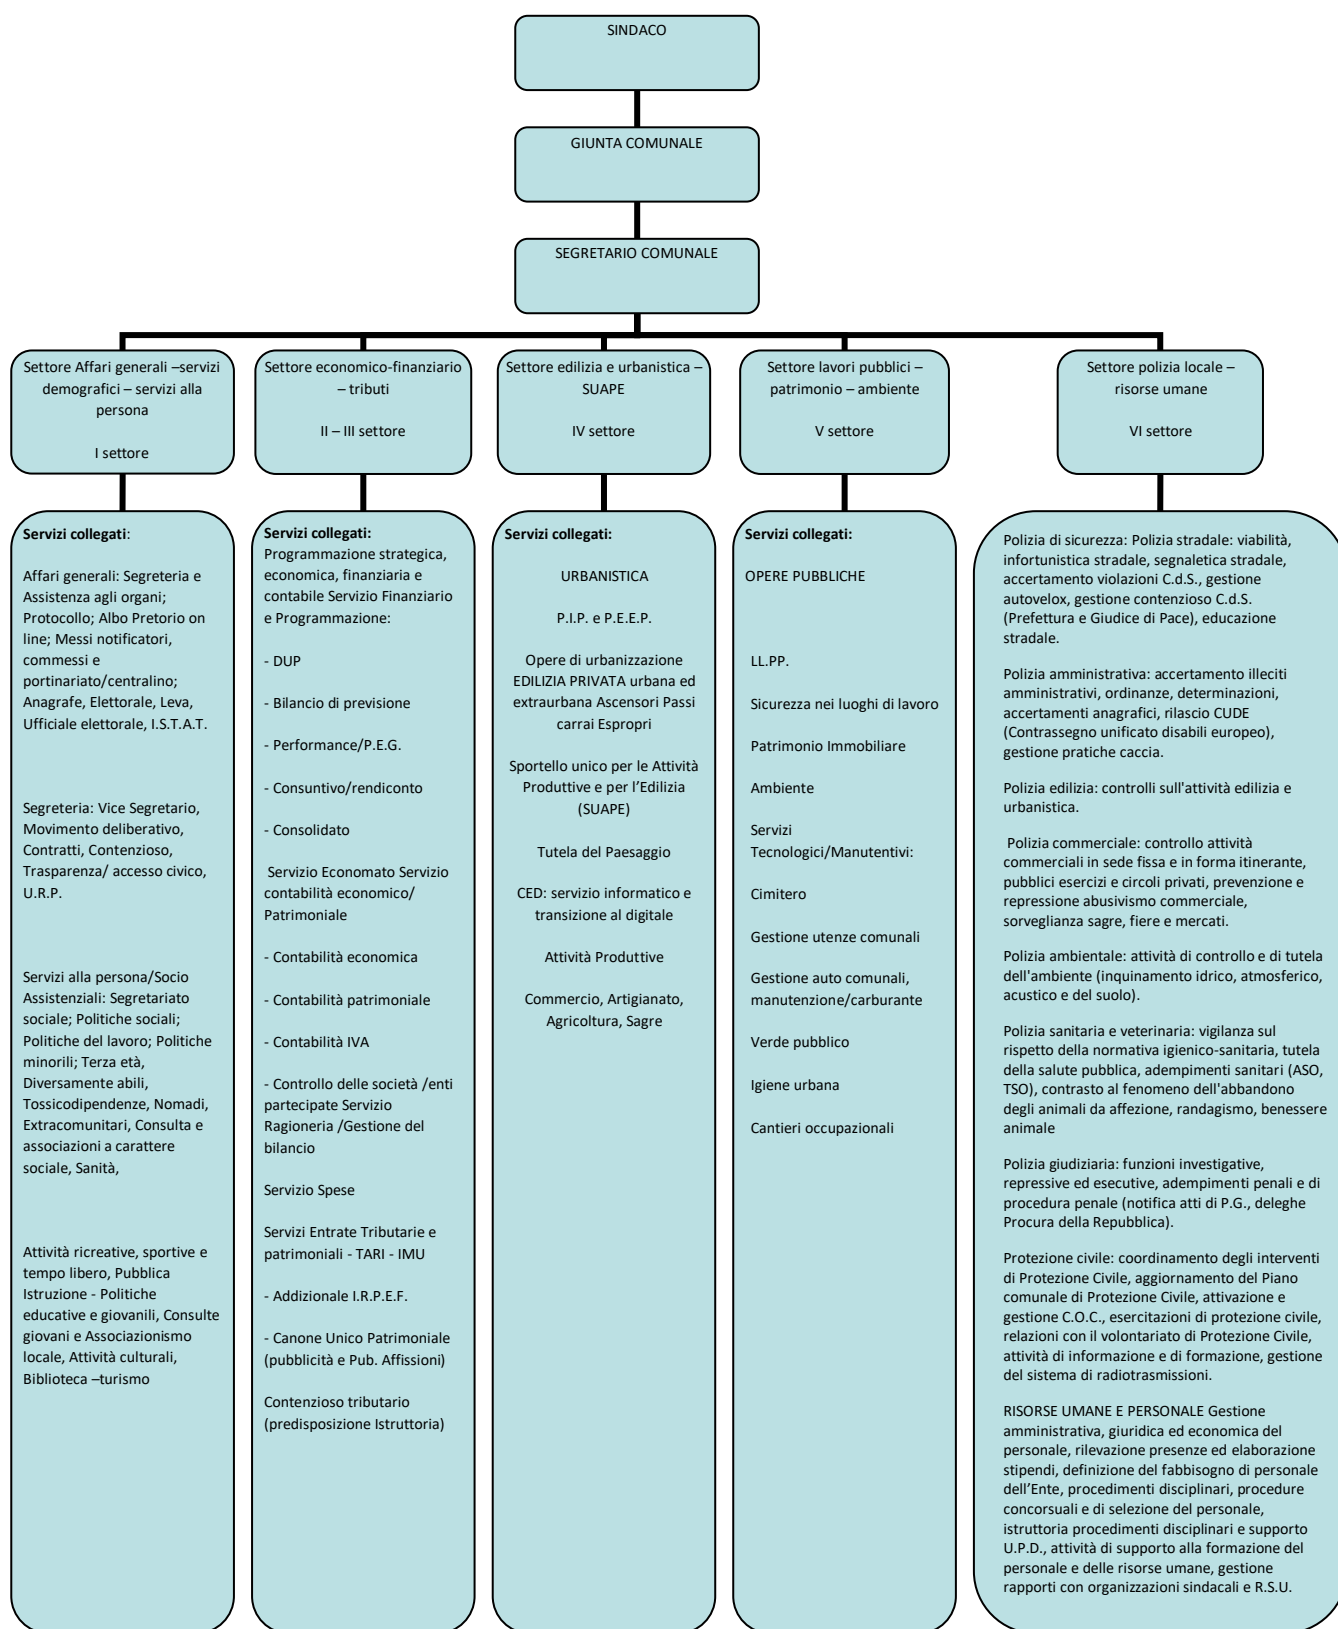 SINDACO
GIUNTA COMUNALE
SEGRETARIO COMUNALE
Settore Affari generali –servizi
demografici – servizi alla
persona
I settore
Settore economico-finanziario
– tributi
II – III settore
Settore edilizia e urbanistica –
SUAPE
IV settore
Settore lavori pubblici –
patrimonio – ambiente
V settore
Settore polizia locale –
risorse umane
VI settore
Servizi collegati:
Affari generali: Segreteria e
Assistenza agli organi;
Protocollo; Albo Pretorio on
line; Messi notificatori,
commessi e
portinariato/centralino;
Anagrafe, Elettorale, Leva,
Ufficiale elettorale, I.S.T.A.T.
Segreteria: Vice Segretario,
Movimento deliberativo,
Contratti, Contenzioso,
Trasparenza/ accesso civico,
U.R.P.
Servizi alla persona/Socio
Assistenziali: Segretariato
sociale; Politiche sociali;
Politiche del lavoro; Politiche
minorili; Terza età,
Diversamente abili,
Tossicodipendenze, Nomadi,
Extracomunitari, Consulta e
associazioni a carattere
sociale, Sanità,
Attività ricreative, sportive e
tempo libero, Pubblica
Istruzione - Politiche
educative e giovanili, Consulte
giovani e Associazionismo
locale, Attività culturali,
Biblioteca –turismo
Servizi collegati:
Programmazione strategica,
economica, finanziaria e
contabile Servizio Finanziario
e Programmazione:
- DUP
- Bilancio di previsione
- Performance/P.E.G.
- Consuntivo/rendiconto
- Consolidato
Servizio Economato Servizio
contabilità economico/
Patrimoniale
- Contabilità economica
- Contabilità patrimoniale
- Contabilità IVA
- Controllo delle società /enti
partecipate Servizio
Ragioneria /Gestione del
bilancio
Servizio Spese
Servizi Entrate Tributarie e
patrimoniali - TARI - IMU
- Addizionale I.R.P.E.F.
- Canone Unico Patrimoniale
(pubblicità e Pub. Affissioni)
Contenzioso tributario
(predisposizione Istruttoria)
Servizi collegati:
URBANISTICA
P.I.P. e P.E.E.P.
Opere di urbanizzazione
EDILIZIA PRIVATA urbana ed
extraurbana Ascensori Passi
carrai Espropri
Sportello unico per le Attività
Produttive e per l’Edilizia
(SUAPE)
Tutela del Paesaggio
CED: servizio informatico e
transizione al digitale
Attività Produttive
Commercio, Artigianato,
Agricoltura, Sagre
Servizi collegati:
OPERE PUBBLICHE
LL.PP.
Sicurezza nei luoghi di lavoro
Patrimonio Immobiliare
Ambiente
Servizi
Tecnologici/Manutentivi:
Cimitero
Gestione utenze comunali
Gestione auto comunali,
manutenzione/carburante
Verde pubblico
Igiene urbana
Cantieri occupazionali
Polizia di sicurezza: Polizia stradale: viabilità,
infortunistica stradale, segnaletica stradale,
accertamento violazioni C.d.S., gestione
autovelox, gestione contenzioso C.d.S.
(Prefettura e Giudice di Pace), educazione
stradale.
Polizia amministrativa: accertamento illeciti
amministrativi, ordinanze, determinazioni,
accertamenti anagrafici, rilascio CUDE
(Contrassegno unificato disabili europeo),
gestione pratiche caccia.
Polizia edilizia: controlli sull'attività edilizia e
urbanistica.
Polizia commerciale: controllo attività
commerciali in sede fissa e in forma itinerante,
pubblici esercizi e circoli privati, prevenzione e
repressione abusivismo commerciale,
sorveglianza sagre, fiere e mercati.
Polizia ambientale: attività di controllo e di tutela
dell'ambiente (inquinamento idrico, atmosferico,
acustico e del suolo).
Polizia sanitaria e veterinaria: vigilanza sul
rispetto della normativa igienico-sanitaria, tutela
della salute pubblica, adempimenti sanitari (ASO,
TSO), contrasto al fenomeno dell'abbandono
degli animali da affezione, randagismo, benessere
animale
Polizia giudiziaria: funzioni investigative,
repressive ed esecutive, adempimenti penali e di
procedura penale (notifica atti di P.G., deleghe
Procura della Repubblica).
Protezione civile: coordinamento degli interventi
di Protezione Civile, aggiornamento del Piano
comunale di Protezione Civile, attivazione e
gestione C.O.C., esercitazioni di protezione civile,
relazioni con il volontariato di Protezione Civile,
attività di informazione e di formazione, gestione
del sistema di radiotrasmissioni.
RISORSE UMANE E PERSONALE Gestione
amministrativa, giuridica ed economica del
personale, rilevazione presenze ed elaborazione
stipendi, definizione del fabbisogno di personale
dell’Ente, procedimenti disciplinari, procedure
concorsuali e di selezione del personale,
istruttoria procedimenti disciplinari e supporto
U.P.D., attività di supporto alla formazione del
personale e delle risorse umane, gestione
rapporti con organizzazioni sindacali e R.S.U.